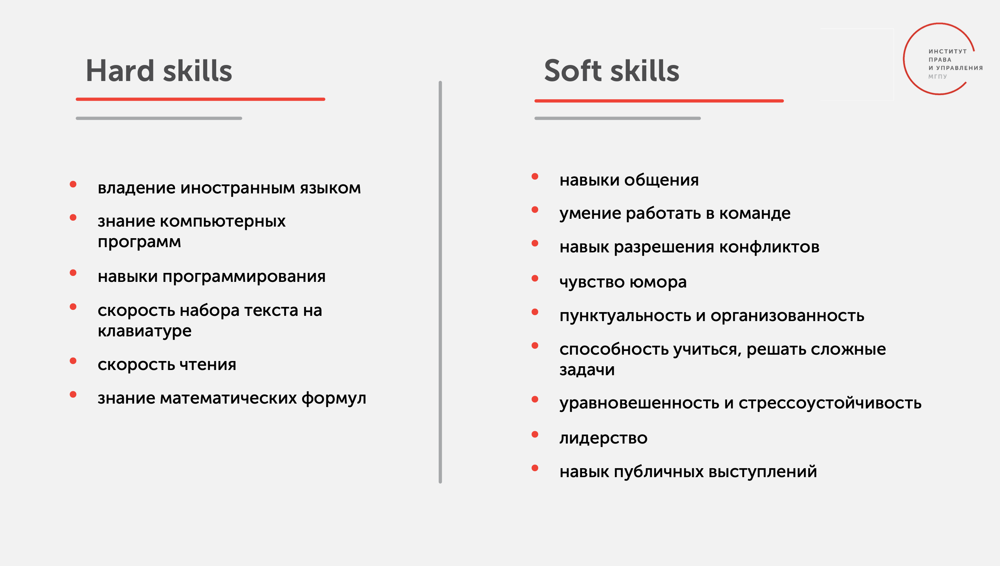 Hard skills
владение иностранным языком
знание компьютерных
программ
навыки программирования
скорость набора текста на
клавиатуре
скорость чтения
знание математических формул
Soft skills
навыки общения
умение работать в команде
навык разрешения конфликтов
чувство юмора
пунктуальность и организованность
способность учиться, решать сложные
задачи
уравновешенность и стрессоустойчивость
лидерство
навык публичных выступлений
ИНСТИТУТ
ПРАВА
И УПРАВЛЕНИЯ
МГПУ